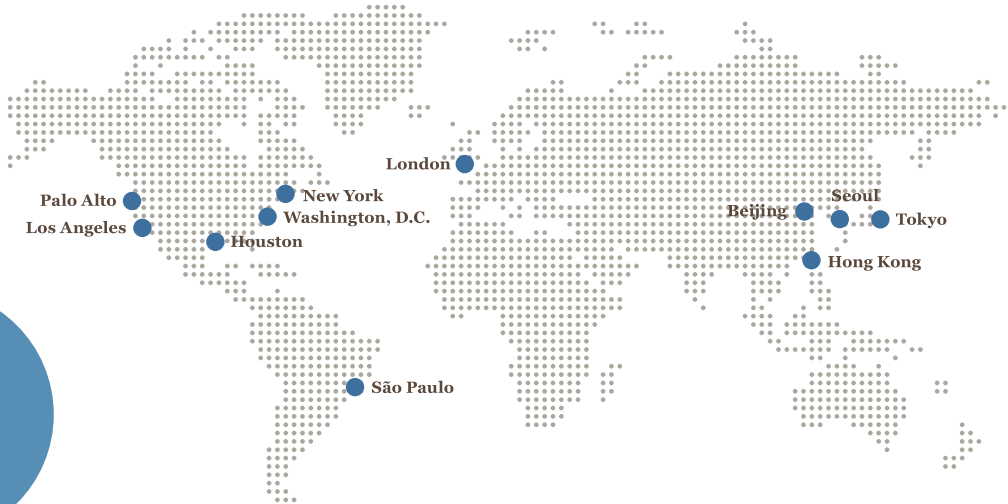 London
Palo Alto
New York
Seoul
Beijing
Washington, D.C.
Tokyo
Los Angeles
Houston
Hong Kong
São Paulo